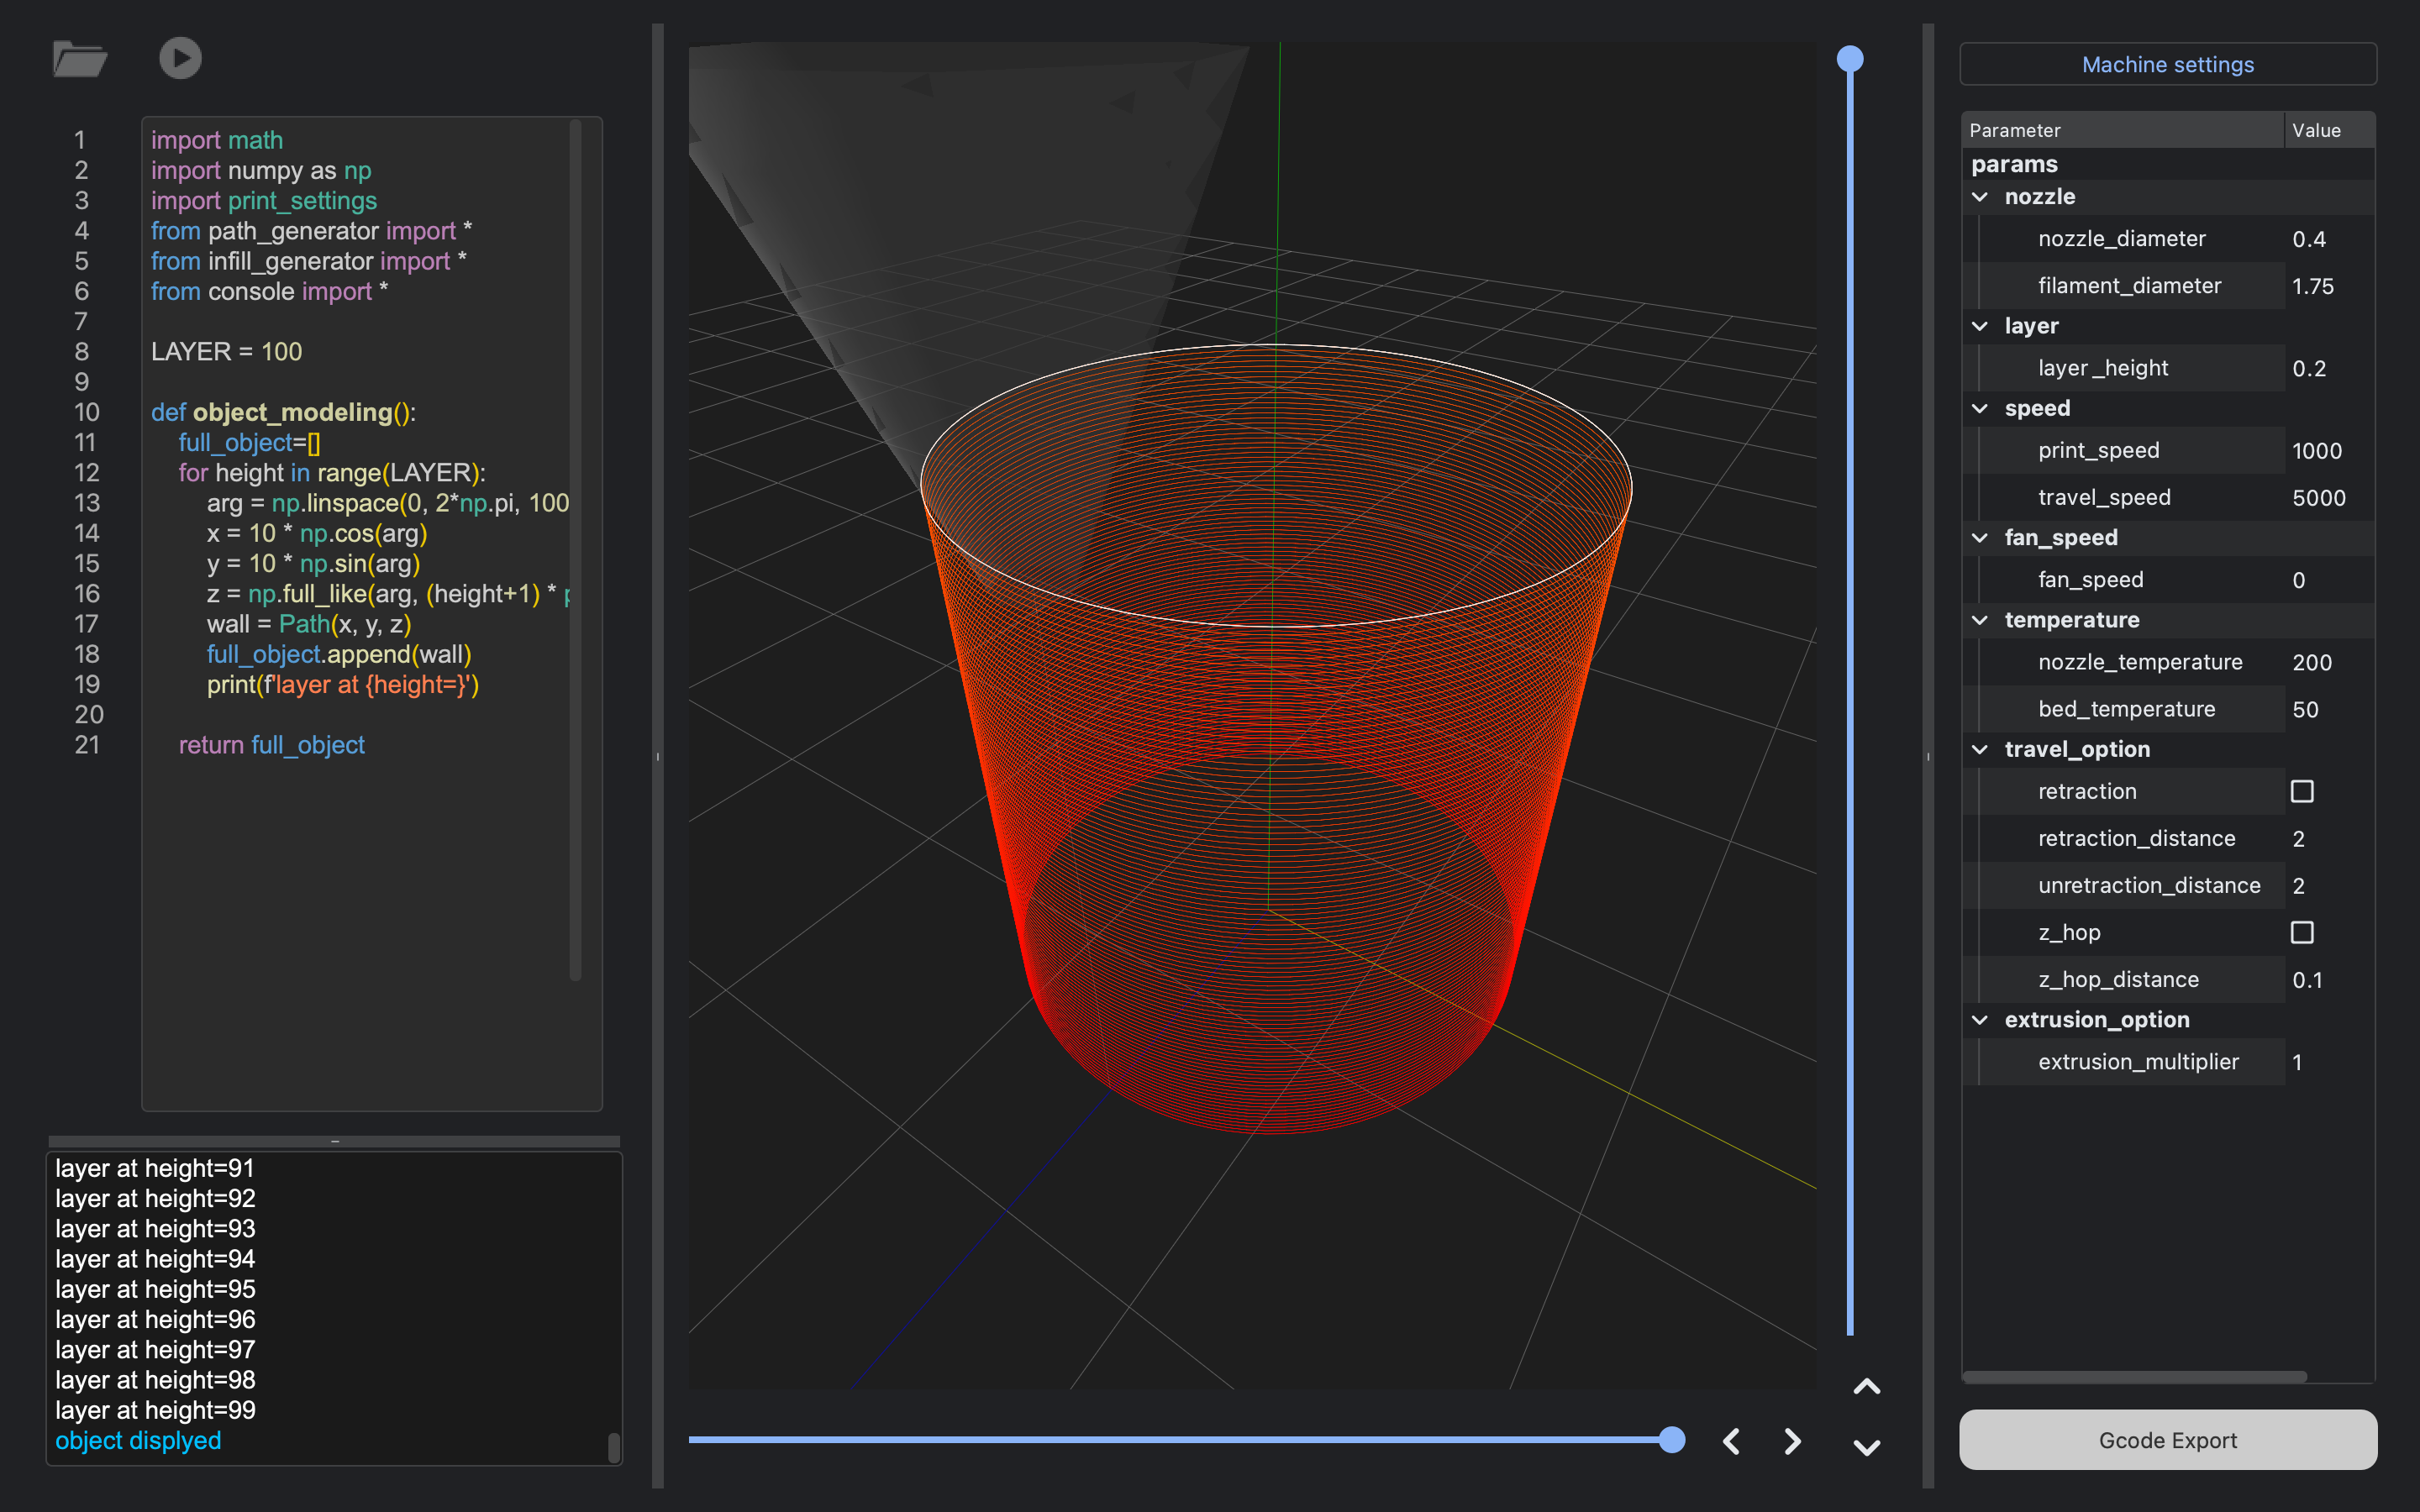 1 import math
2 import numpy as np
3 import print_settings
4 from path_generator import *
5 from infill_generator import *
6 from console import *
7
8 LAYER = 100
9
10 def object_modeling():
11 full_object=[]
12 for height in range(LAYER):
13 arg = np.linspace(0, 2*np.pi, 100
14 x = 10 * np.cos(arg)
15 y = 10 * np.sin(arg)
16 z = np.full_like(arg, (height+1) *
17 wall = Path(x, y, z)
18 full_object.append(wall)
19 print(f'layer at {height=}')
20
21 return full_object
layer at height=91
layer at height=92
layer at height=93
layer at height=94
layer at height=95
layer at height=96
layer at height=97
layer at height=98
layer at height=99
object displyed
Machine settings
Parameter Value
params
nozzle
nozzle_diameter 0.4
filament_diameter 1.75
layer
layer_height 0.2
speed
print_speed 1000
travel_speed 5000
fan_speed
fan_speed 0
temperature
nozzle_temperature 200
bed_temperature 50
travel_option
retraction
retraction_distance 2
unretraction_distance 2
z_hop
z_hop_distance 0.1
extrusion_option
extrusion_multiplier 1
Gcode Export